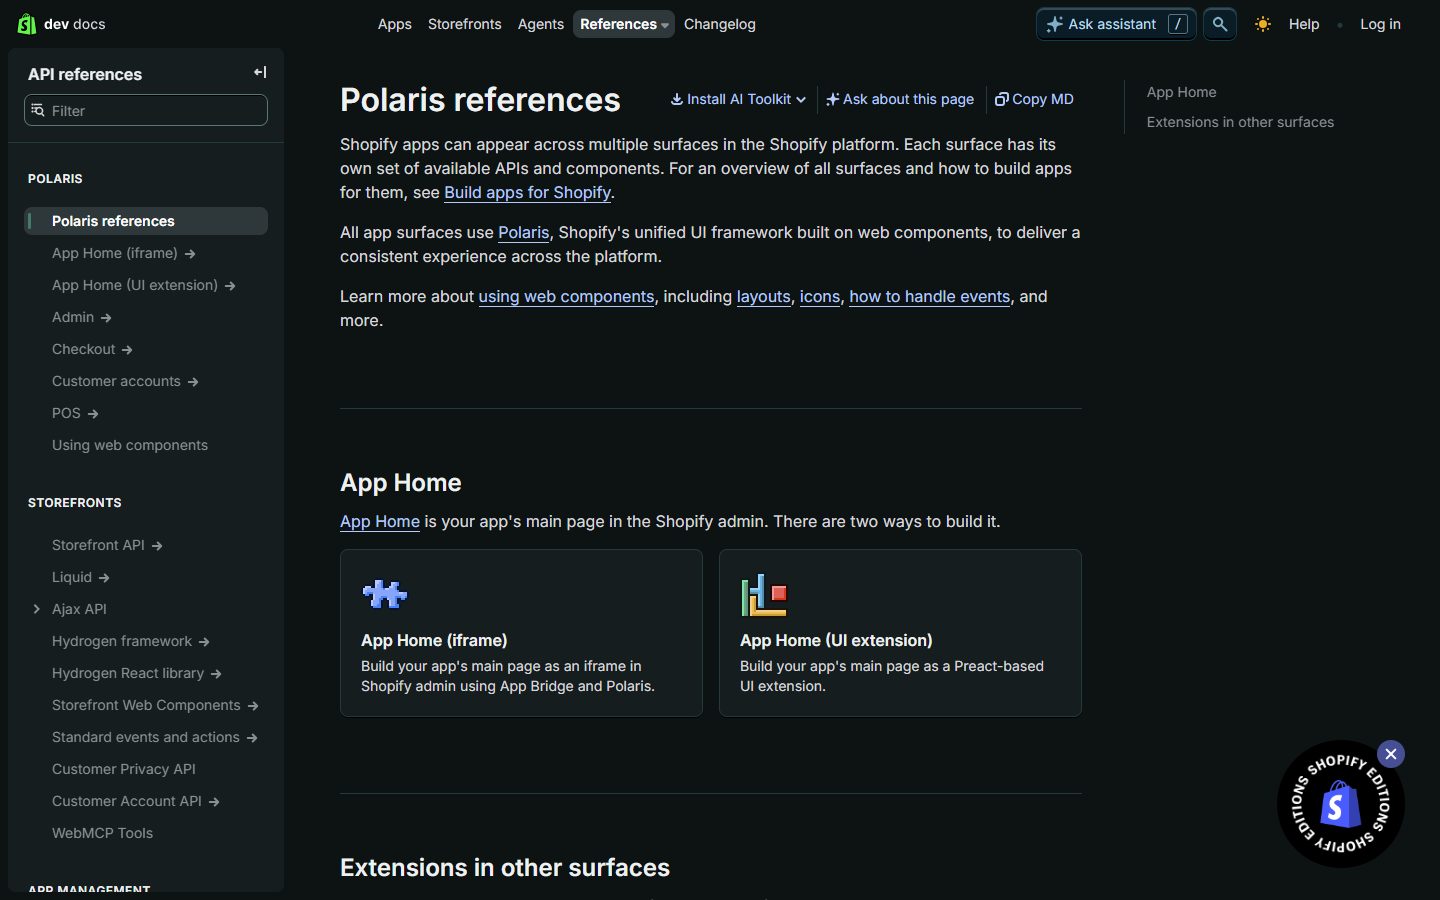 dev docs
Apps
Storefronts
Agents
References
Changelog
Ask assistant /
Help
Log in
API references
Filter
POLARIS
Polaris references
App Home (iframe) →
App Home (UI extension) →
Admin →
Checkout →
Customer accounts →
POS →
Using web components
STOREFRONTS
Storefront API →
Liquid →
Ajax API
Hydrogen framework →
Hydrogen React library →
Storefront Web Components →
Standard events and actions →
Customer Privacy API
Customer Account API →
WebMCP Tools
APP MANAGEMENT
Polaris references
Install AI Toolkit
Ask about this page
Copy MD
Shopify apps can appear across multiple surfaces in the Shopify platform. Each surface has its
own set of available APIs and components. For an overview of all surfaces and how to build apps
for them, see Build apps for Shopify.
All app surfaces use Polaris, Shopify's unified UI framework built on web components, to deliver a
consistent experience across the platform.
Learn more about using web components, including layouts, icons, how to handle events, and
more.
App Home
App Home is your app's main page in the Shopify admin. There are two ways to build it.
App Home (iframe)
Build your app's main page as an iframe in
Shopify admin using App Bridge and Polaris.
App Home (UI extension)
Build your app's main page as a Preact-based
UI extension.
Extensions in other surfaces
App Home
Extensions in other surfaces
SHOPIFY EDITIONS SHOPIFY EDITIONS